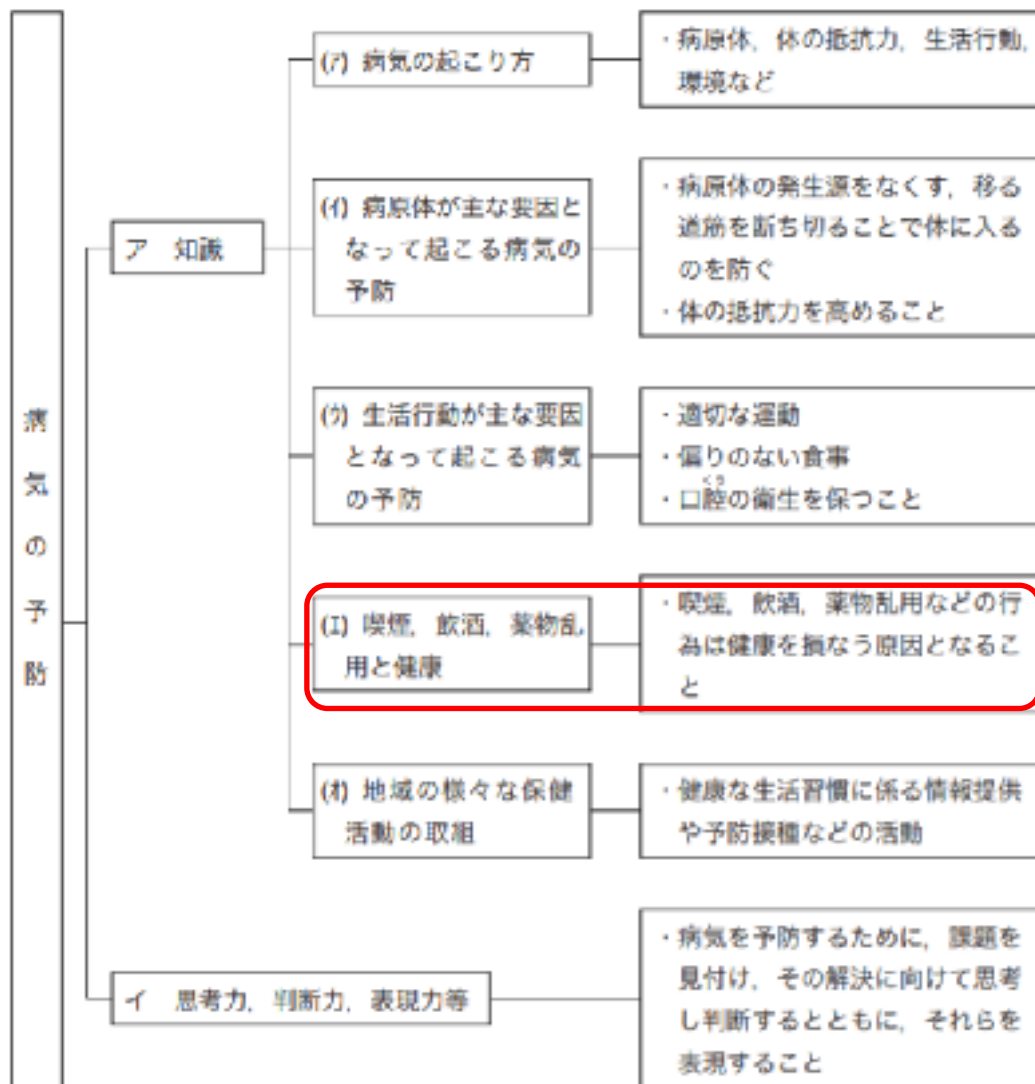 病気の予防
ア　知識
(ア) 病気の起こり方
・病原体，体の抵抗力，生活行動，
環境など
(イ) 病原体が主な要因と
なって起こる病気の
予防
・病原体の発生源をなくす，移る
道筋を断ち切ることで体に入る
のを防ぐ
・体の抵抗力を高めること
(ウ) 生活行動が主な要因
となって起こる病気
の予防
・適切な運動
・偏りのない食事
くう
・口腔の衛生を保つこと
(エ) 喫煙，飲酒，薬物乱
用と健康
・喫煙，飲酒，薬物乱用などの行
為は健康を損なう原因となるこ
と
(オ) 地域の様々な保健
活動の取組
・健康な生活習慣に係る情報提供
や予防接種などの活動
イ　思考力，判断力，表現力等
・病気を予防するために，課題を
見付け，その解決に向けて思考
し判断するとともに，それらを
表現すること